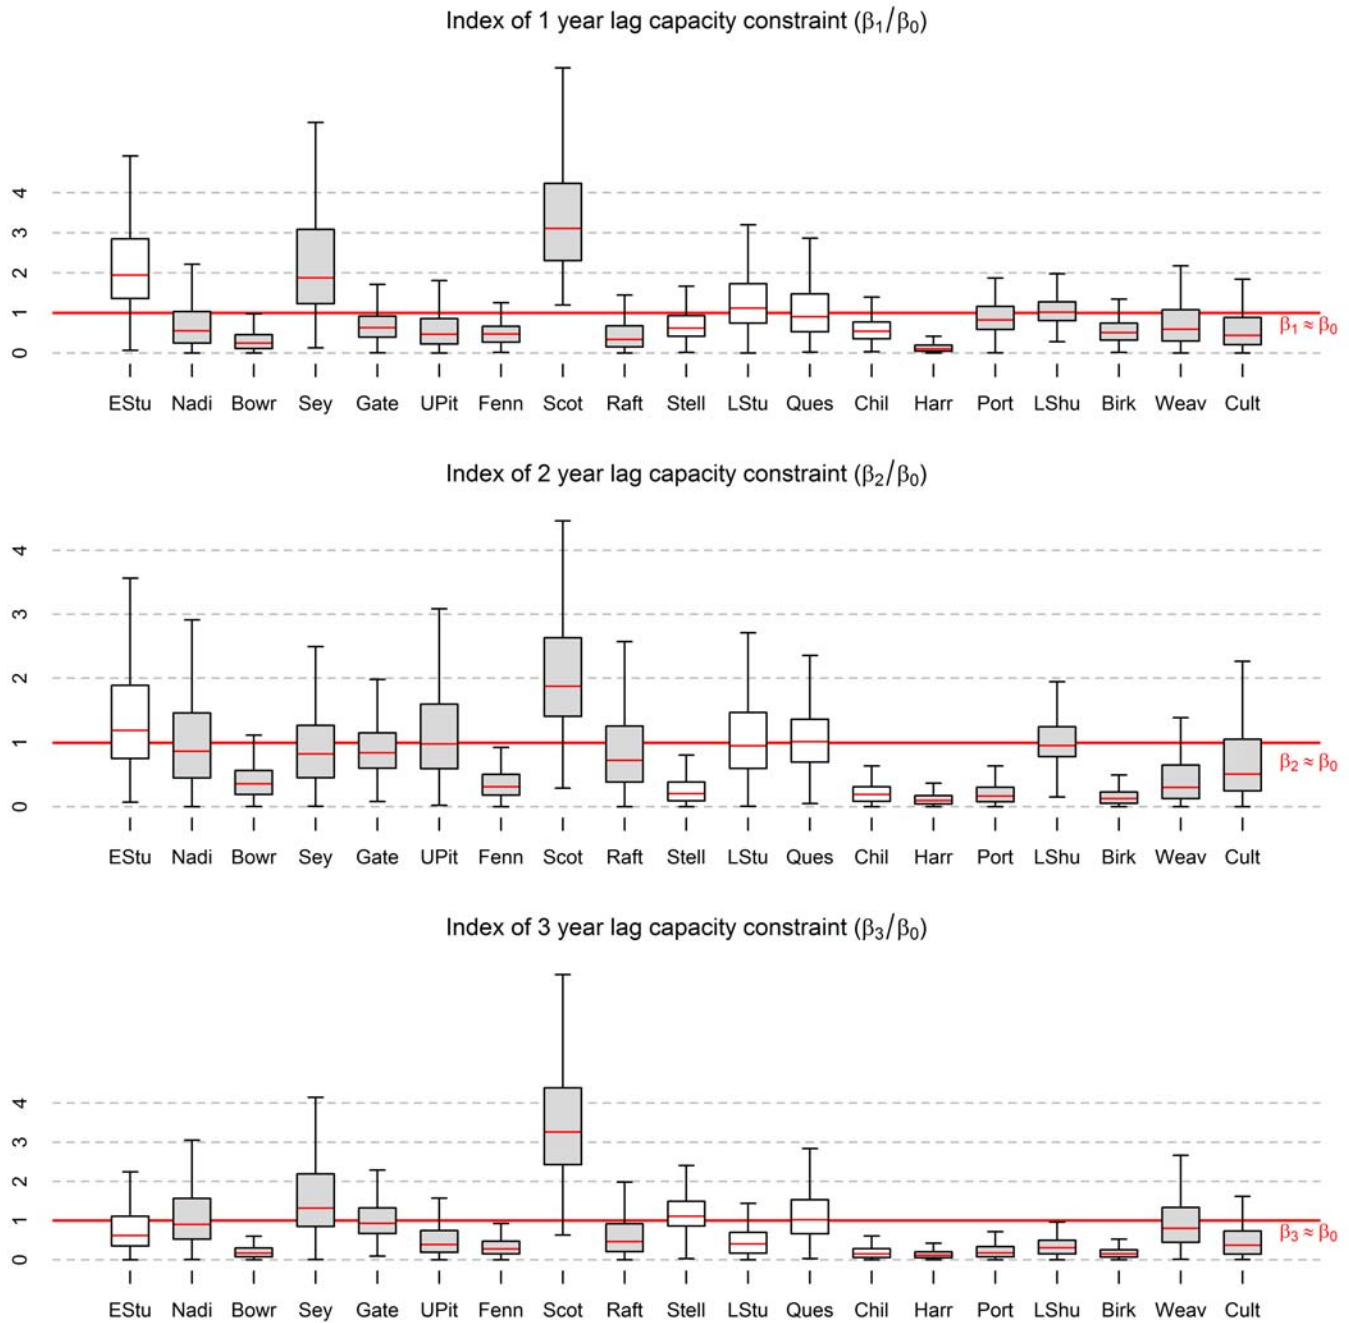 Index of 1 year lag capacity constraint (β₁/β₀)
4
3
2
1
0
β₁ ≈ β₀
EStu Nadi Bowr Sey Gate UPit Fenn Scot Raft Stell LStu Ques Chil Harr Port LShu Birk Weav Cult
Index of 2 year lag capacity constraint (β₂/β₀)
4
3
2
1
0
β₂ ≈ β₀
EStu Nadi Bowr Sey Gate UPit Fenn Scot Raft Stell LStu Ques Chil Harr Port LShu Birk Weav Cult
Index of 3 year lag capacity constraint (β₃/β₀)
4
3
2
1
0
β₃ ≈ β₀
EStu Nadi Bowr Sey Gate UPit Fenn Scot Raft Stell LStu Ques Chil Harr Port LShu Birk Weav Cult